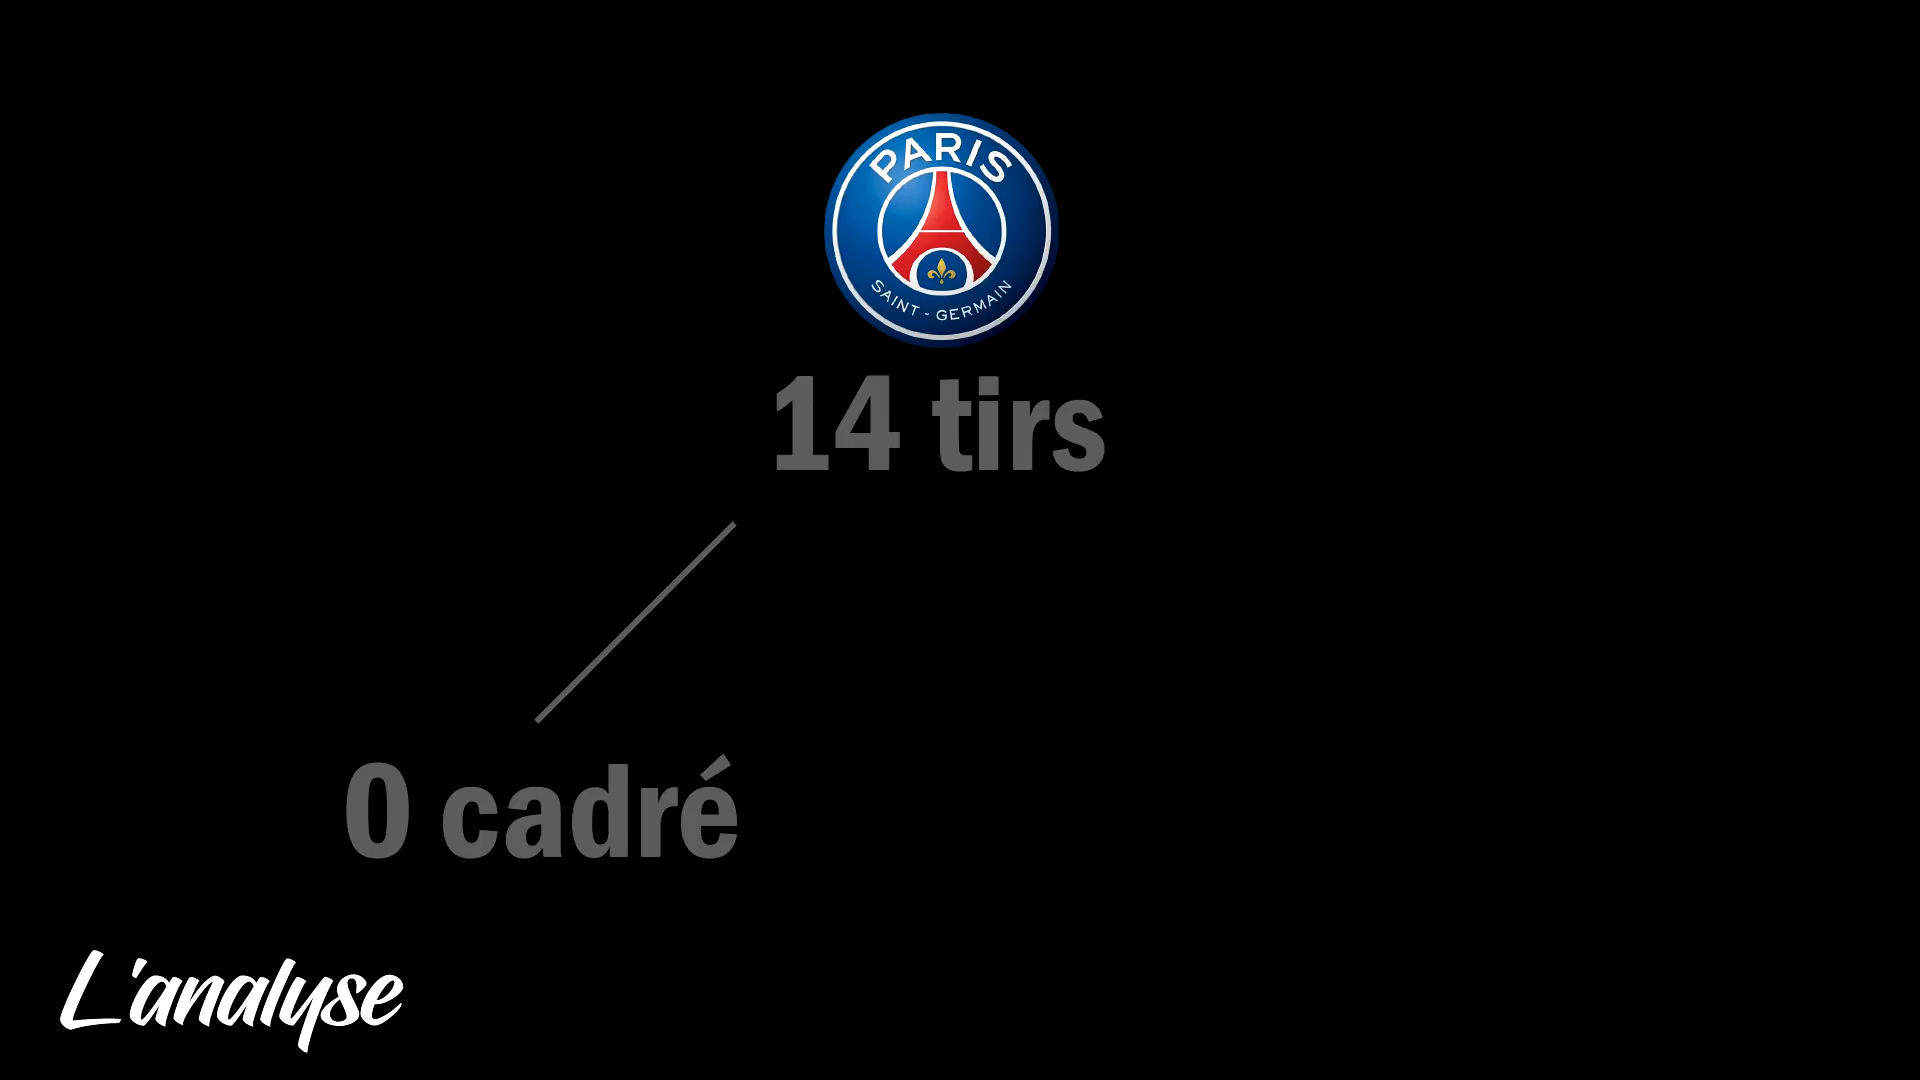 PARIS
SAINT - GERMAIN
14 tirs
0 cadré
L'analyse